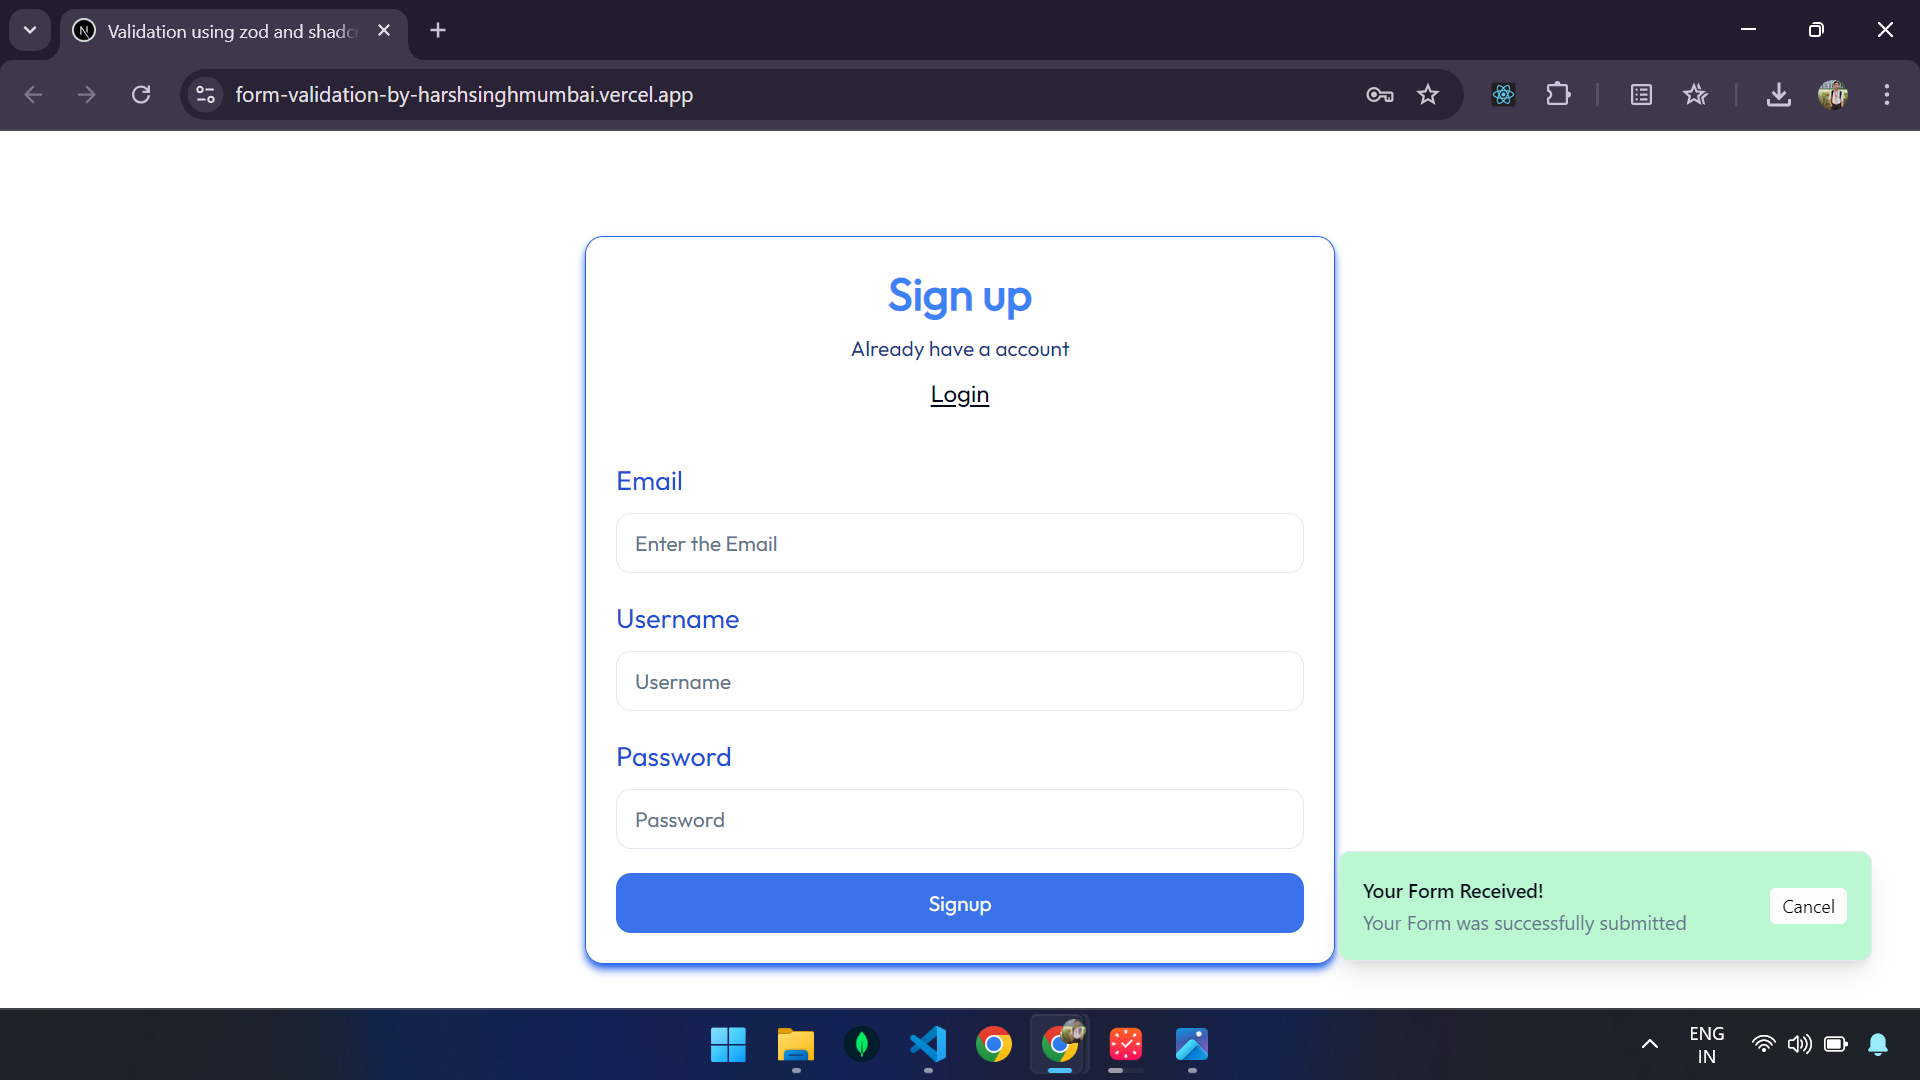 Validation using zod and shadcn
form-validation-by-harshsinghmumbai.vercel.app
Sign up
Already have a account
Login
Email
Enter the Email
Username
Username
Password
Password
Signup
Your Form Received!
Your Form was successfully submitted
Cancel
ENG
IN